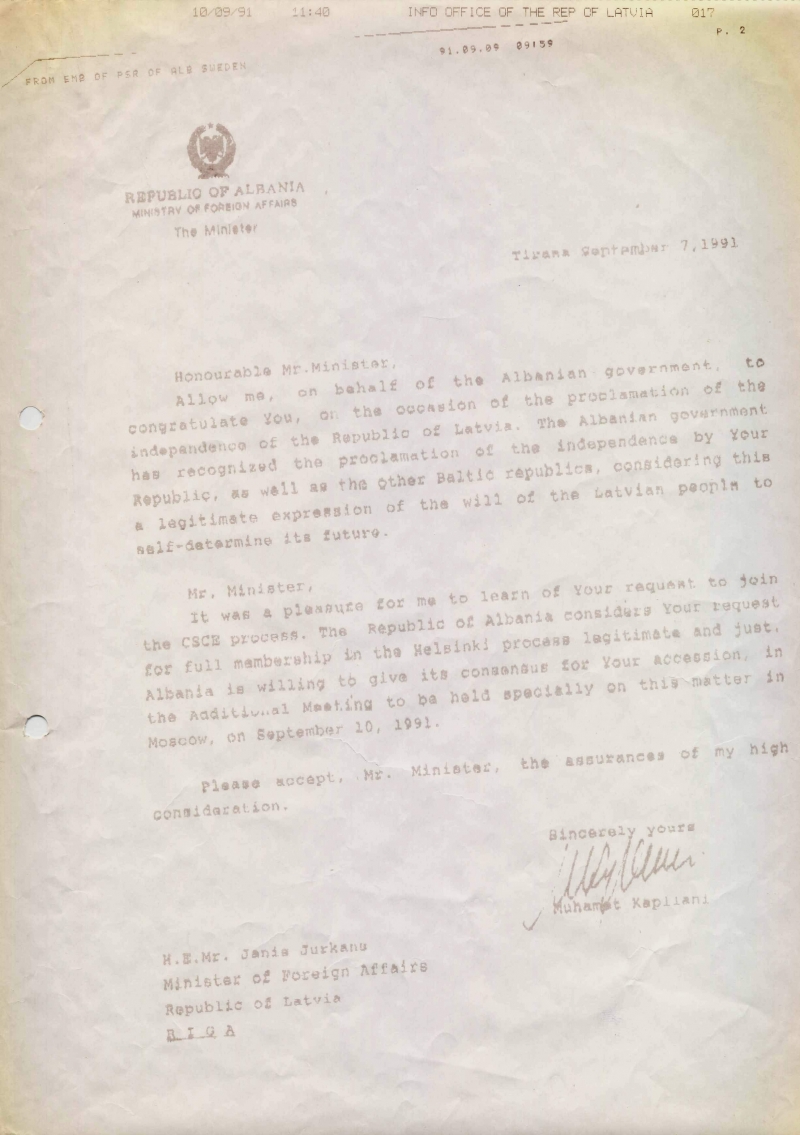 10/09/91 11:40 INFO OFFICE OF THE REP OF LATVIA 017
P. 2
91.09.09 09:59
FROM EMB OF PSR OF ALB SWEDEN
REPUBLIC OF ALBANIA
MINISTRY OF FOREIGN AFFAIRS
The Minister
Tirana September 7,1991
Honourable Mr.Minister,
Allow me, on behalf of the Albanian government, to
congratulate You, on the occasion of the proclamation of the
independence of the Republic of Latvia. The Albanian government
has recognized the proclamation of the independence by Your
Republic, as well as the other Baltic republics, considering this
a legitimate expression of the will of the Latvian people to
self-determine its future.
Mr. Minister,
It was a pleasure for me to learn of Your request to join
the CSCE process. The Republic of Albania considers Your request
for full membership in the Helsinki process legitimate and just.
Albania is willing to give its consensus for Your accession, in
the Additional Meeting to be held specially on this matter in
Moscow, on September 10, 1991.
Please accept, Mr. Minister, the assurances of my high
consideration.
Sincerely yours
Muhamet Kapllani
H.E.Mr. Janis Jurkans
Minister of Foreign Affairs
Republic of Latvia
R I G A